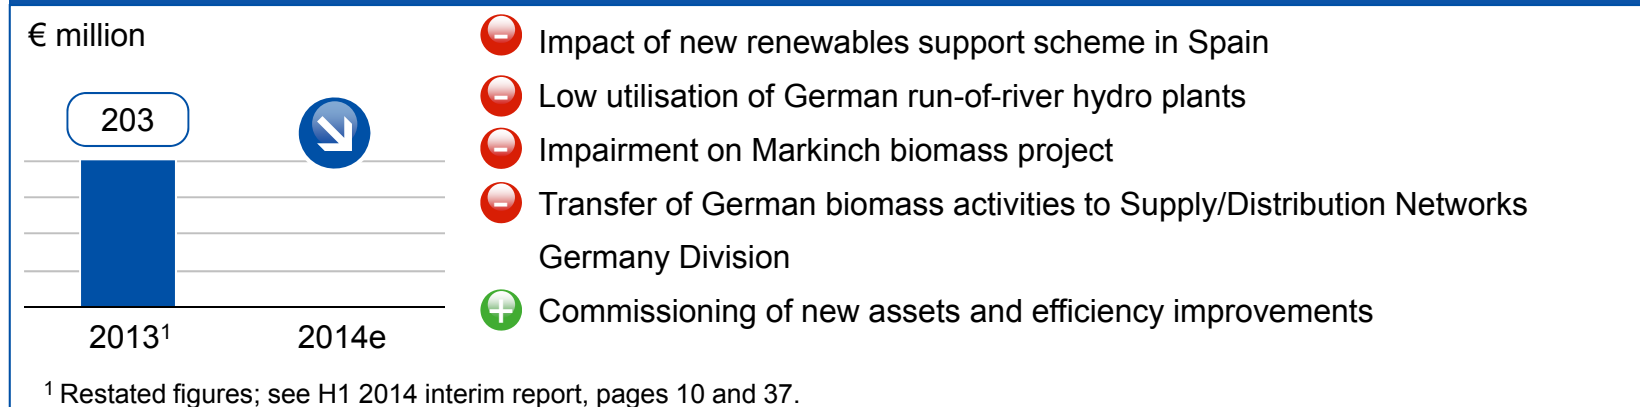 € million
203
2013¹
2014e
- Impact of new renewables support scheme in Spain
- Low utilisation of German run-of-river hydro plants
- Impairment on Markinch biomass project
- Transfer of German biomass activities to Supply/Distribution Networks
Germany Division
+ Commissioning of new assets and efficiency improvements
¹ Restated figures; see H1 2014 interim report, pages 10 and 37.